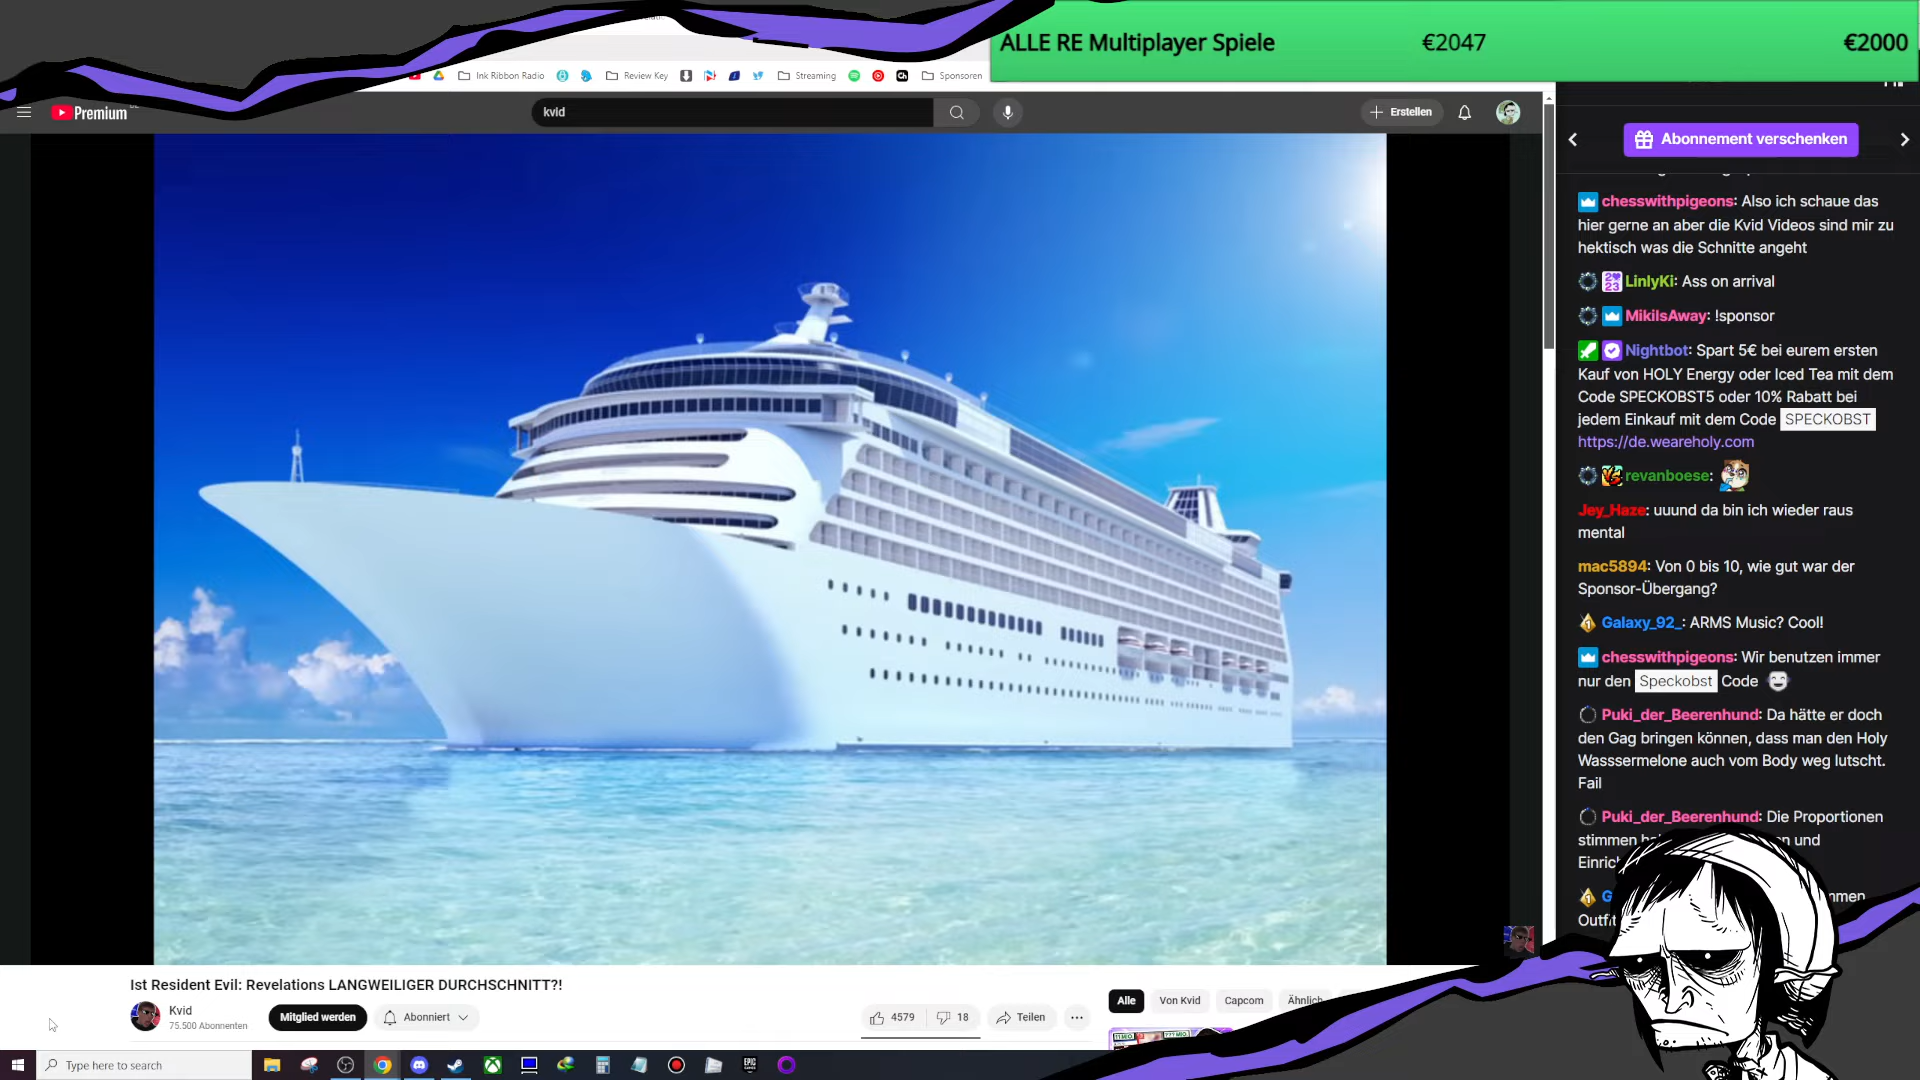 ALLE RE Multiplayer Spiele €2047 €2000
Ink Ribbon Radio Review Key Streaming Sponsoren
Premium kvid Erstellen
Abonnement verschenken
chesswithpigeons: Also ich schaue das
hier gerne an aber die Kvid Videos sind mir zu
hektisch was die Schnitte angeht
LinlyKi: Ass on arrival
MikilsAway: !sponsor
Nightbot: Spart 5€ bei eurem ersten
Kauf von HOLY Energy oder Iced Tea mit dem
Code SPECKOBST5 oder 10% Rabatt bei
jedem Einkauf mit dem Code SPECKOBST
https://de.weareholy.com
revanboese:
Jey_Haze: uuund da bin ich wieder raus
mental
mac5894: Von 0 bis 10, wie gut war der
Sponsor-Übergang?
Galaxy_92_: ARMS Music? Cool!
chesswithpigeons: Wir benutzen immer
nur den Speckobst Code
Puki_der_Beerenhund: Da hätte er doch
den Gag bringen können, dass man den Holy
Wasssermelone auch vom Body weg lutscht.
Fail
Puki_der_Beerenhund: Die Proportionen
stimmen und
Ist Resident Evil: Revelations LANGWEILIGER DURCHSCHNITT?!
Kvid
75.500 Abonnenten
Mitglied werden
Abonniert
4579 18 Teilen
Alle Von Kvid Capcom Ähnlich
Type here to search